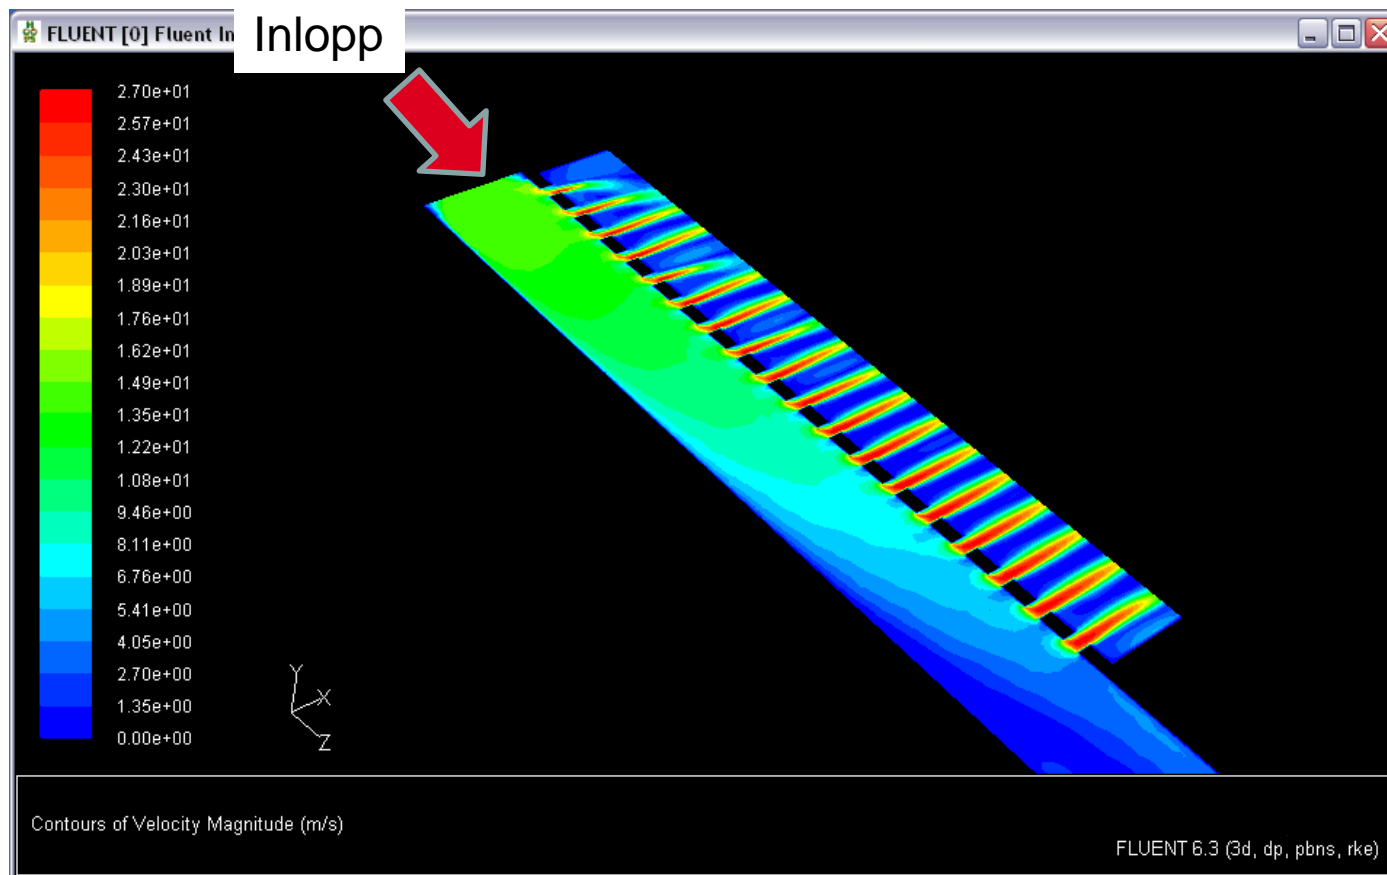 FLUENT [0] Fluent In
Inlopp
2.70e+01
2.57e+01
2.43e+01
2.30e+01
2.16e+01
2.03e+01
1.89e+01
1.76e+01
1.62e+01
1.49e+01
1.35e+01
1.22e+01
1.08e+01
9.46e+00
8.11e+00
6.76e+00
5.41e+00
4.05e+00
2.70e+00
1.35e+00
0.00e+00
Y
X
Z
Contours of Velocity Magnitude (m/s)
FLUENT 6.3 (3d, dp, pbns, rke)